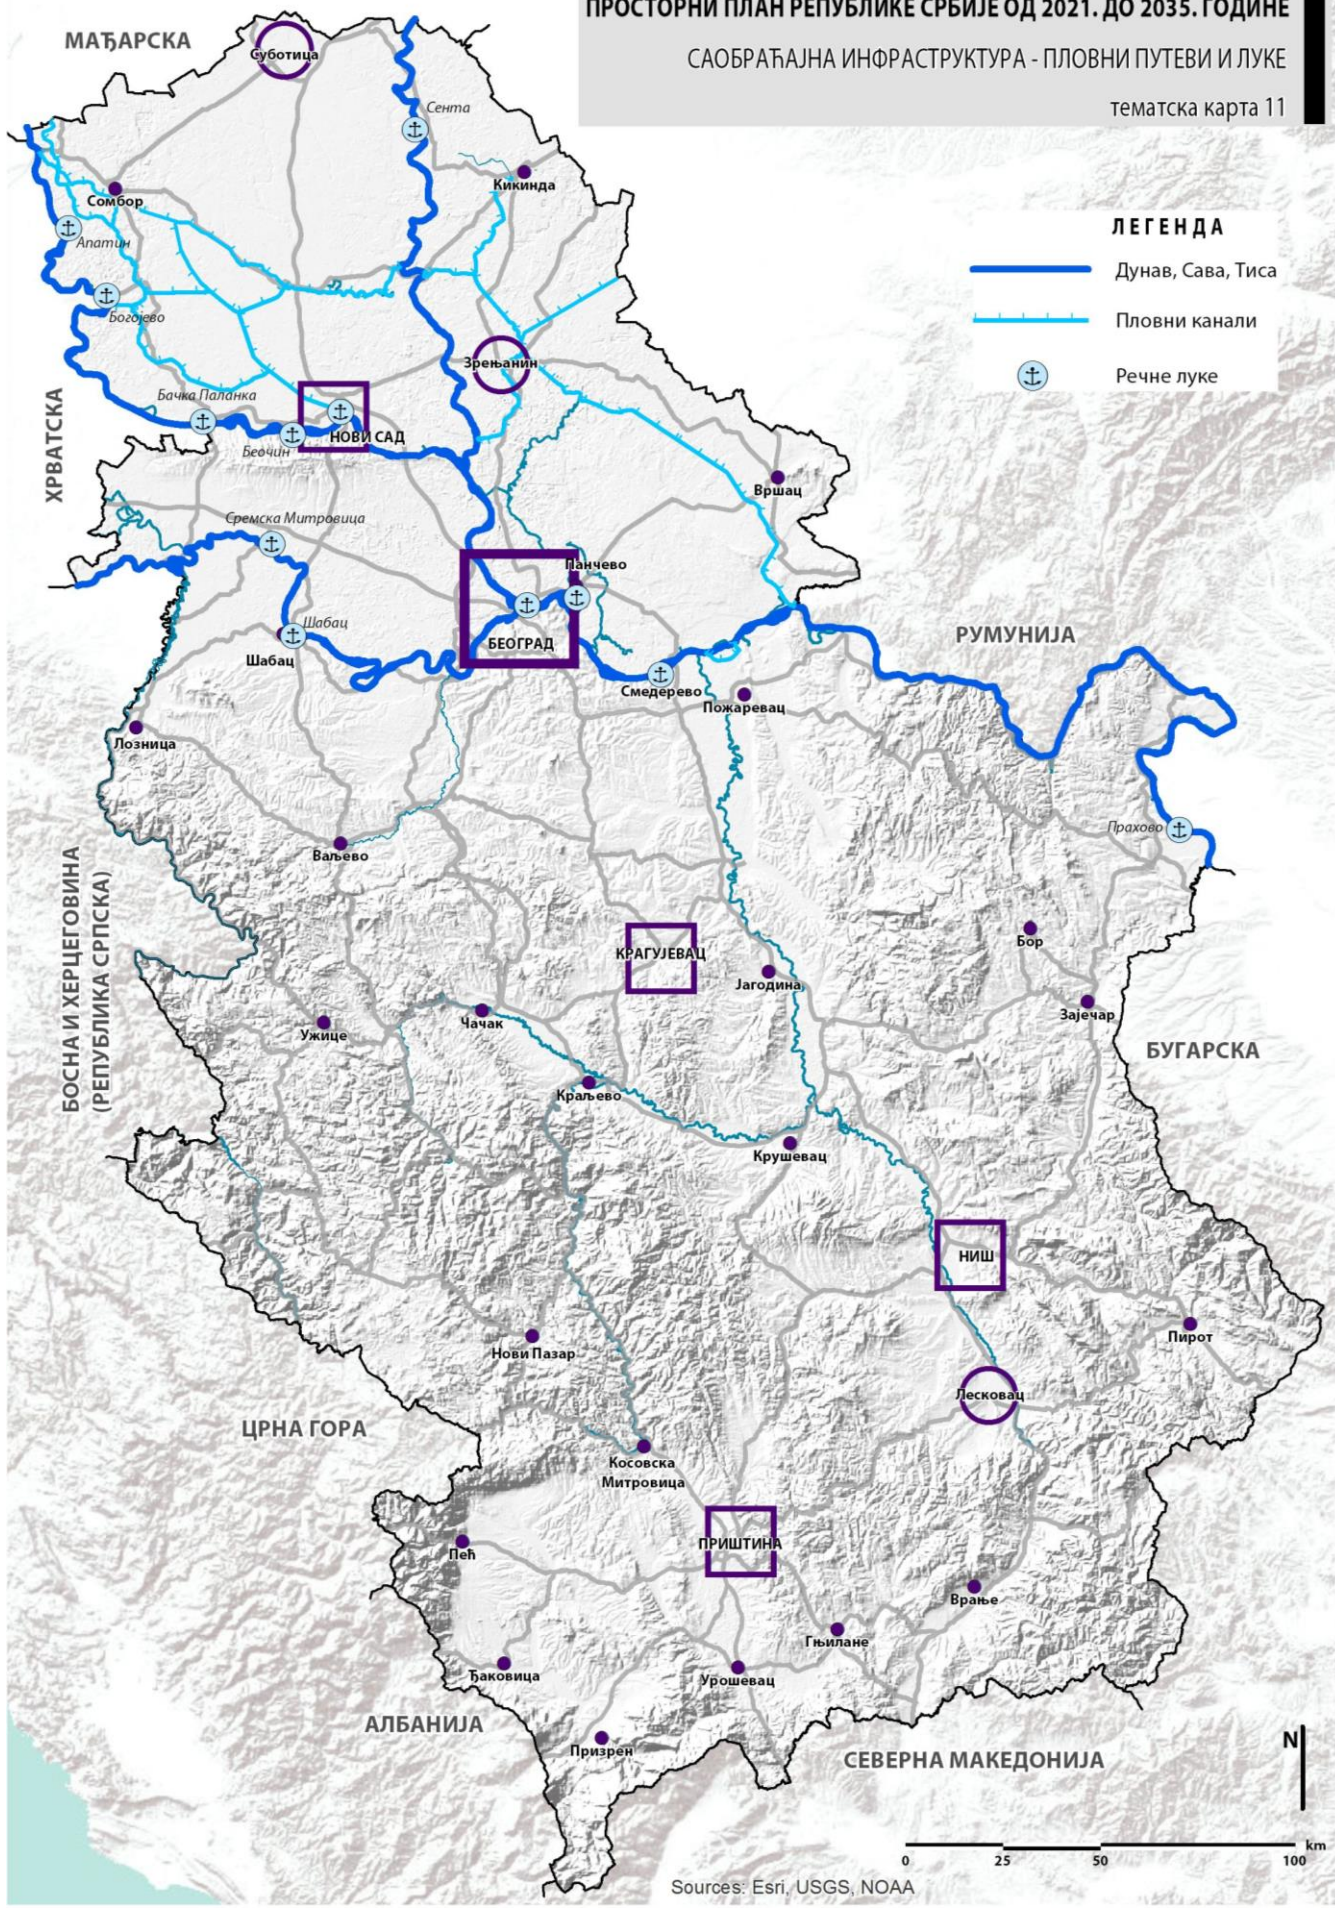 ПРОСТОРНИ ПЛАН РЕПУБЛИКЕ СРБИЈЕ ОД 2021. ДО 2035. ГОДИНЕ
САОБРАЋАЈНА ИНФРАСТРУКТУРА - ПЛОВНИ ПУТЕВИ И ЛУКЕ
тематска карта 11
МАЂАРСКА
Суботица
Сента
Кикинда
Сомбор
Апатин
Богојево
ЛЕГЕНДА
Дунав, Сава, Тиса
Пловни канали
Речне луке
Зрењанин
ХРВАТСКА
Бачка Паланка
НОВИ САД
Беочин
Вршац
Сремска Митровица
Панчево
БЕОГРАД
Шабац
Шабац
РУМУНИЈА
Смедерево
Пожаревац
Лозница
Прахово
Ваљево
БОСНА И ХЕРЦЕГОВИНА
(РЕПУБЛИКА СРПСКА)
КРАГУЈЕВАЦ
Бор
Јагодина
Зајечар
Чачак
Ужице
БУГАРСКА
Краљево
Крушевац
НИШ
Пирот
Нови Пазар
Лесковац
ЦРНА ГОРА
Косовска
Митровица
ПРИШТИНА
Пећ
Врање
Гњилане
Ђаковица
Урошевац
АЛБАНИЈА
Призрен
СЕВЕРНА МАКЕДОНИЈА
N
km
0 25 50 100
Sources: Esri, USGS, NOAA